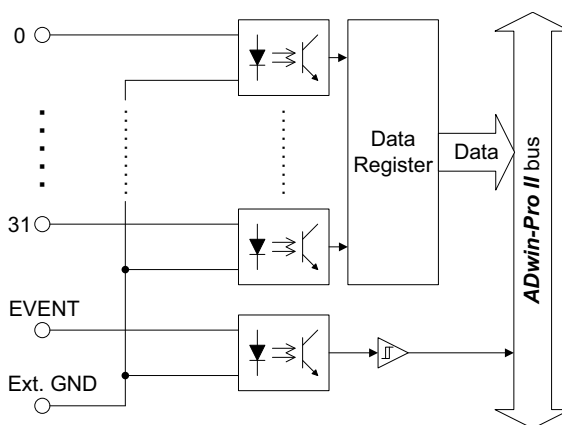 0
Data
Register
Data
ADwin-Pro II bus
31
EVENT
Ext. GND